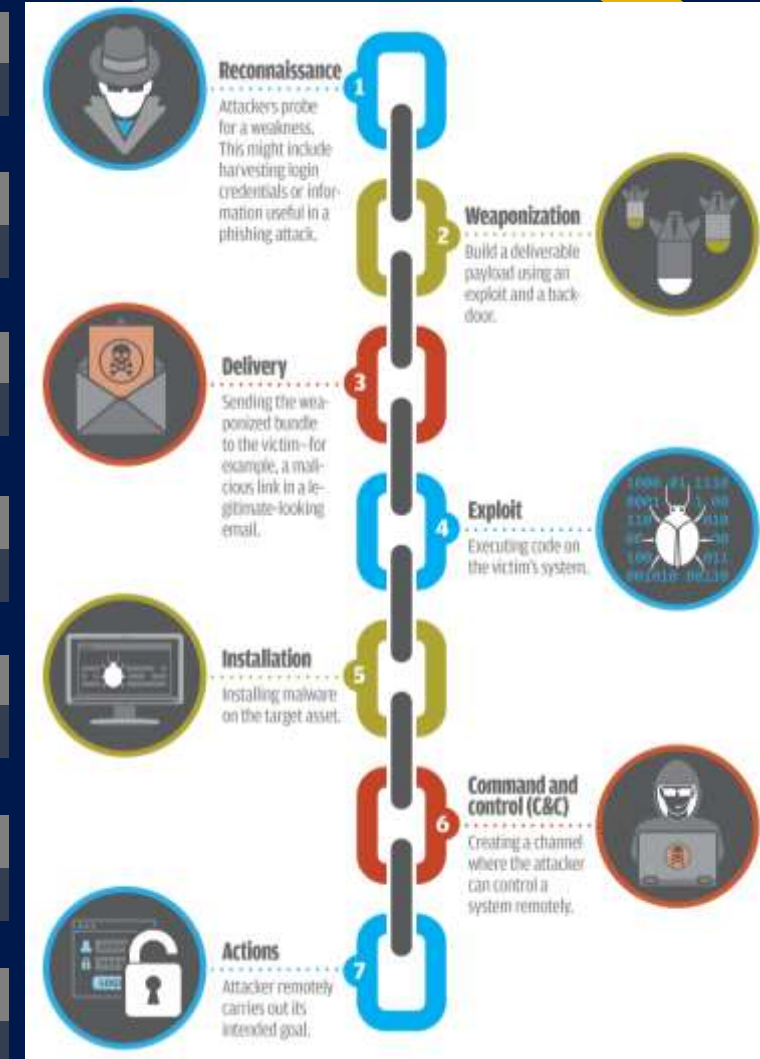 Reconnaissance
1
Attackers probe
for a weakness.
This might include
harvesting login
credentials or infor-
mation useful in a
phishing attack.
Weaponization
2
Build a deliverable
payload using an
exploit and a back-
door.
Delivery
3
Sending the wea-
ponized bundle
to the victim–for
example, a mali-
cious link in a le-
gitimate-looking
email.
Exploit
4
Executing code on
the victim's system.
Installation
5
Installing malware
on the target asset.
Command and
control (C&C)
6
Creating a channel
where the attacker
can control a
system remotely.
Actions
7
Attacker remotely
carries out its
intended goal.